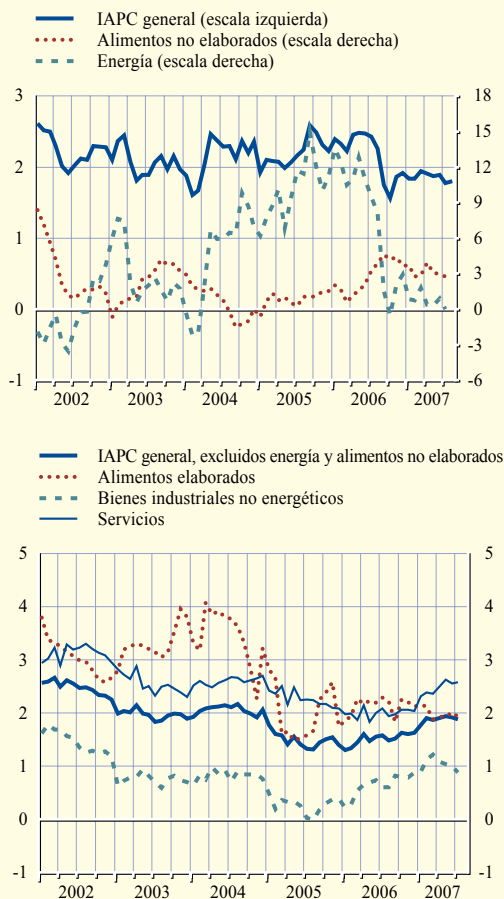 IAPC general (escala izquierda)
Alimentos no elaborados (escala derecha)
Energía (escala derecha)
3 18
15
2 12
9
1 6
3
0 0
-3
-1 -6
2002 2003 2004 2005 2006 2007
IAPC general, excluidos energía y alimentos no elaborados
Alimentos elaborados
Bienes industriales no energéticos
Servicios
5 5
4 4
3 3
2 2
1 1
0 0
-1 -1
2002 2003 2004 2005 2006 2007